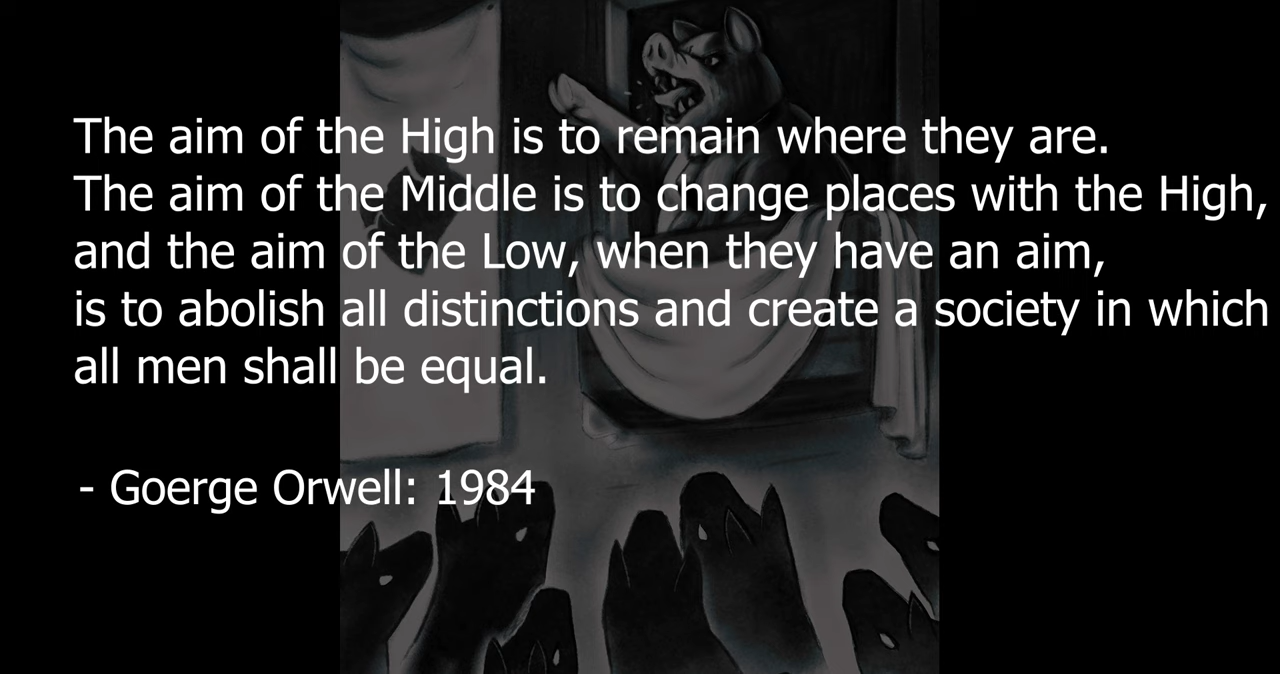 The aim of the High is to remain where they are.
The aim of the Middle is to change places with the High,
and the aim of the Low, when they have an aim,
is to abolish all distinctions and create a society in which
all men shall be equal.
- Goerge Orwell: 1984